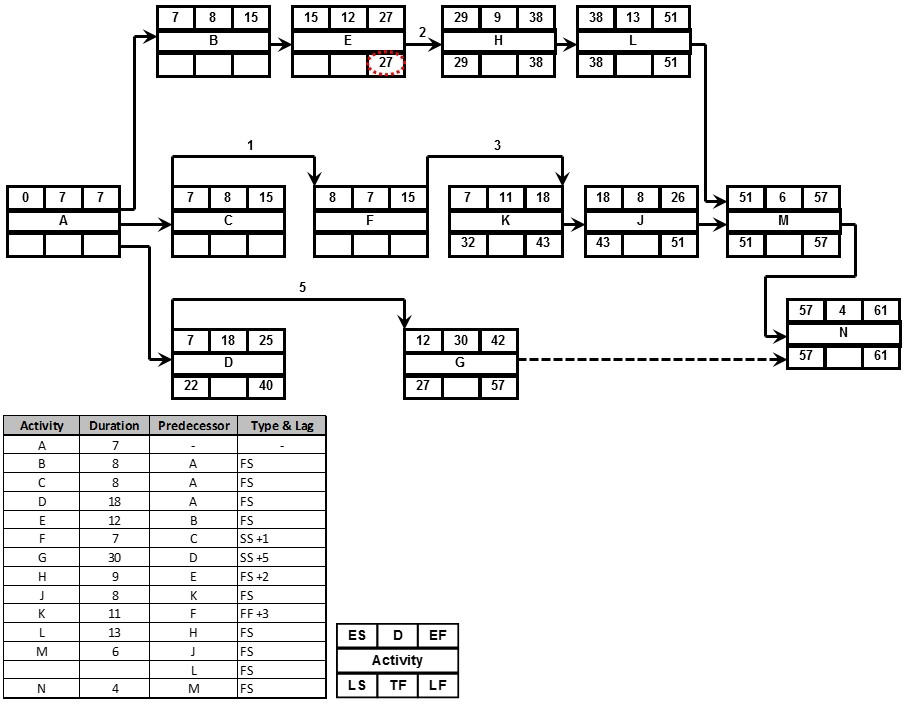 7 8 15
B
15 12 27
E
27
2
29 9 38
H
29 38
38 13 51
L
38 51
0 7 7
A
1
7 8 15
C
8 7 15
F
3
7 11 18
K
32 43
18 8 26
J
43 51
51 6 57
M
51 57
5
7 18 25
D
22 40
12 30 42
G
27 57
57 4 61
N
57 61
Activity Duration Predecessor Type & Lag
A 7 - -
B 8 A FS
C 8 A FS
D 18 A FS
E 12 B FS
F 7 C SS +1
G 30 D SS +5
H 9 E FS +2
J 8 K FS
K 11 F FF +3
L 13 H FS
M 6 J FS
L FS
N 4 M FS
ES D EF
Activity
LS TF LF